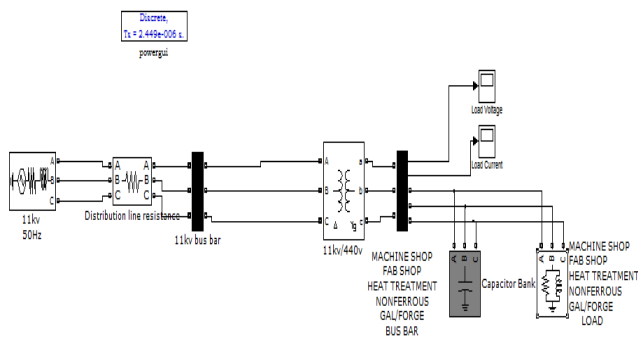 Discrete,
Ts = 2.449e-006 s.
powergui
Load Voltage
Load Current
A
B
C
A
B
C
A
B
C
A
B
C
a
b
c
Δ
Yg
11kv
50Hz
Distribution line resistance
11kv bus bar
11kv/440v
MACHINE SHOP
FAB SHOP
HEAT TREATMENT
NONFERROUS
GAL/FORGE
BUS BAR
A
B
C
Capacitor Bank
A
B
C
MACHINE SHOP
FAB SHOP
HEAT TREATMENT
NONFERROUS
GAL/FORGE
LOAD